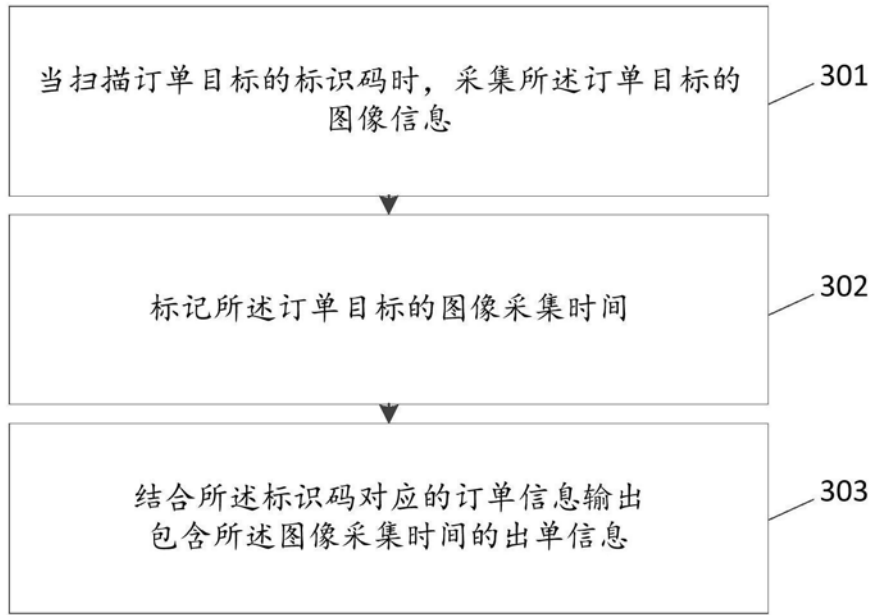 当扫描订单目标的标识码时，采集所述订单目标的
图像信息
301
标记所述订单目标的图像采集时间
302
结合所述标识码对应的订单信息输出
包含所述图像采集时间的出单信息
303